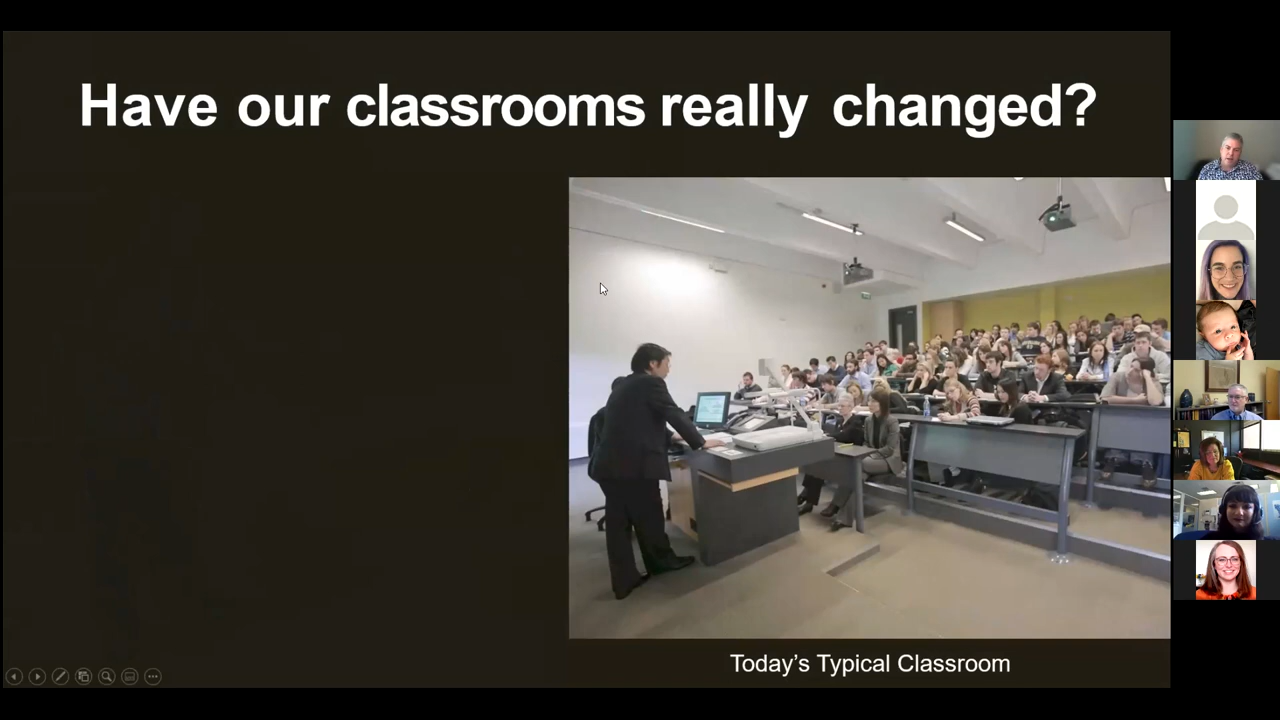 Have our classrooms really changed?
Today’s Typical Classroom